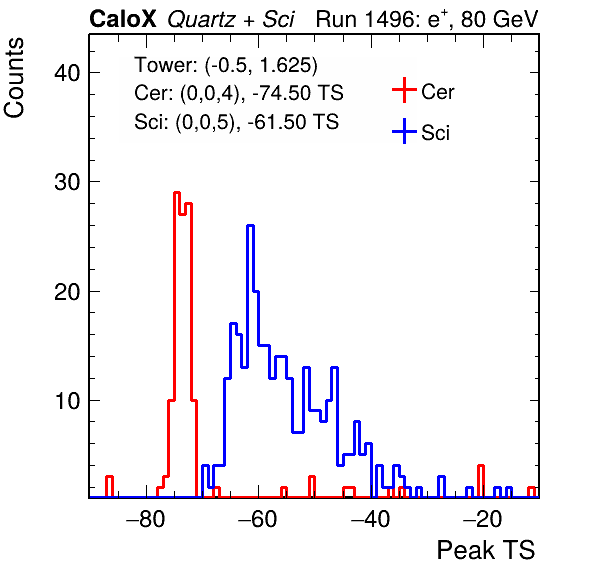 CaloX Quartz + Sci Run 1496: e+, 80 GeV
Counts
Tower: (-0.5, 1.625)
Cer: (0,0,4), -74.50 TS
Sci: (0,0,5), -61.50 TS
Cer
Sci
40
30
20
10
−80 −60 −40 −20
Peak TS